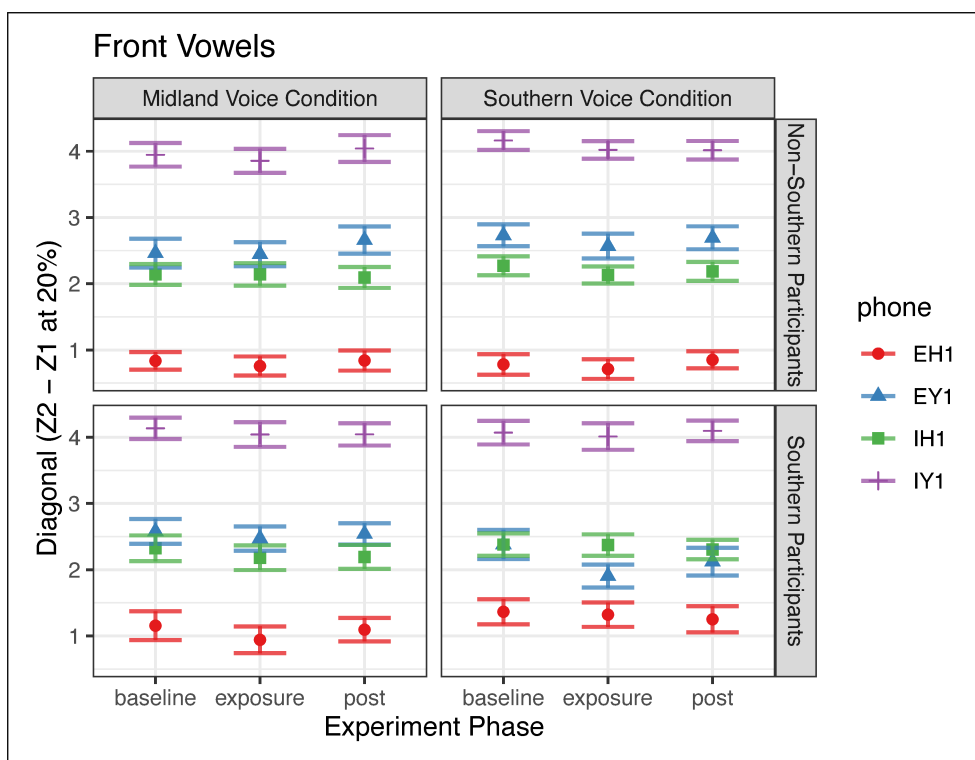 Front Vowels
Midland Voice Condition
Southern Voice Condition
Diagonal (Z2 − Z1 at 20%)
4
3
2
1
Non−Southern Participants
4
3
2
1
Southern Participants
baseline
exposure
post
baseline
exposure
post
Experiment Phase
phone
EH1
EY1
IH1
IY1